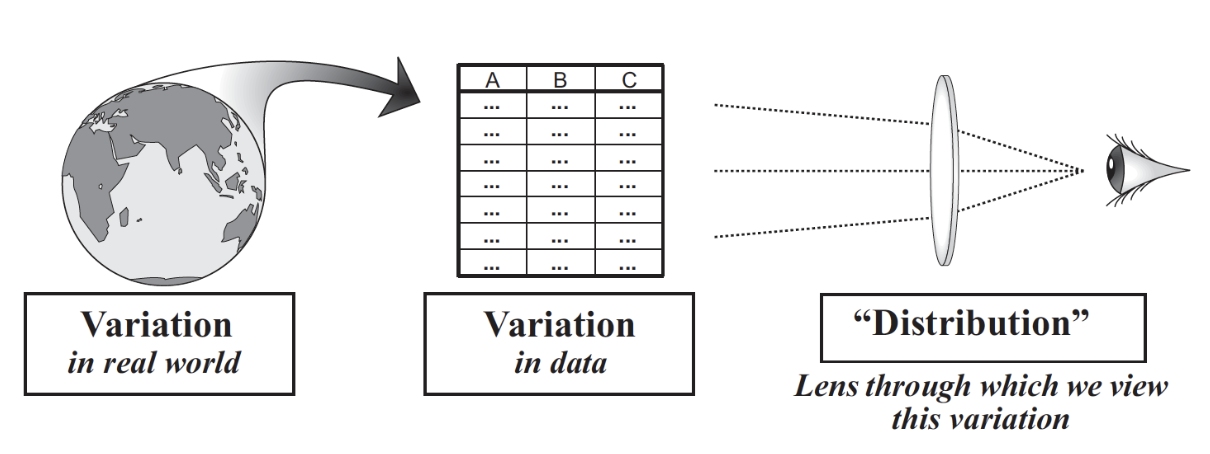 A B C
... ... ...
... ... ...
... ... ...
... ... ...
... ... ...
... ... ...
... ... ...
Variation
in real world
Variation
in data
“Distribution”
Lens through which we view
this variation